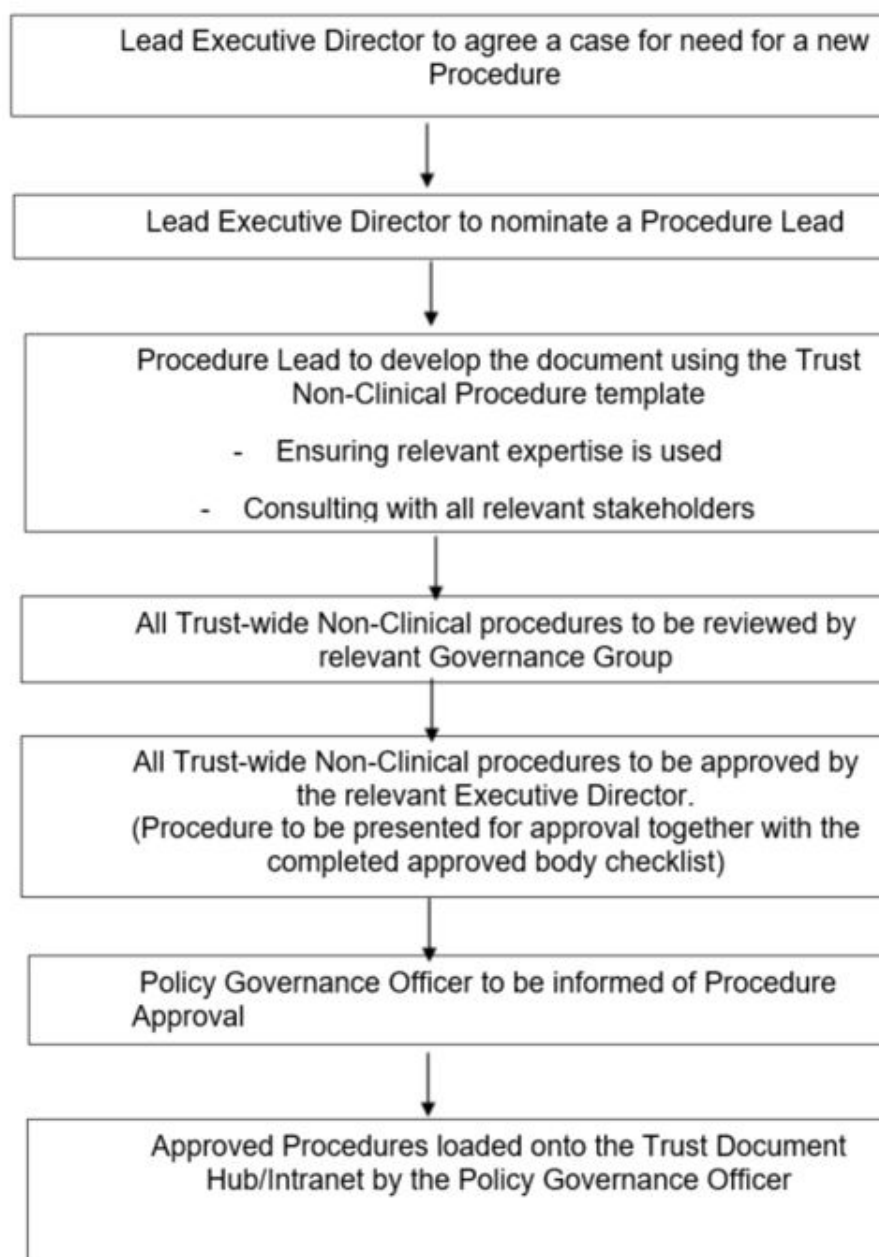 Lead Executive Director to agree a case for need for a new
Procedure
Lead Executive Director to nominate a Procedure Lead
Procedure Lead to develop the document using the Trust
Non-Clinical Procedure template
- Ensuring relevant expertise is used
- Consulting with all relevant stakeholders
All Trust-wide Non-Clinical procedures to be reviewed by
relevant Governance Group
All Trust-wide Non-Clinical procedures to be approved by
the relevant Executive Director.
(Procedure to be presented for approval together with the
completed approved body checklist)
Policy Governance Officer to be informed of Procedure
Approval
Approved Procedures loaded onto the Trust Document
Hub/Intranet by the Policy Governance Officer